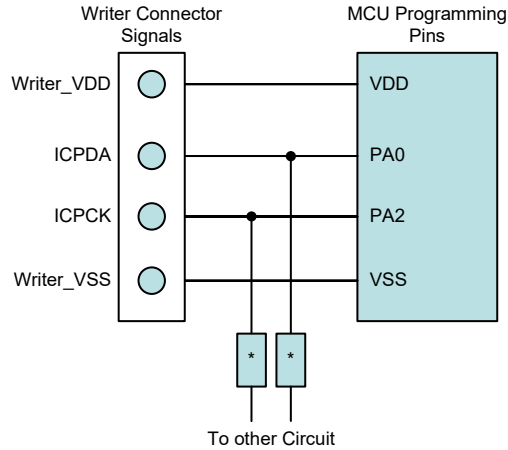 Writer Connector
Signals
MCU Programming
Pins
Writer_VDD
VDD
ICPDA
PA0
ICPCK
PA2
Writer_VSS
VSS
*
*
To other Circuit